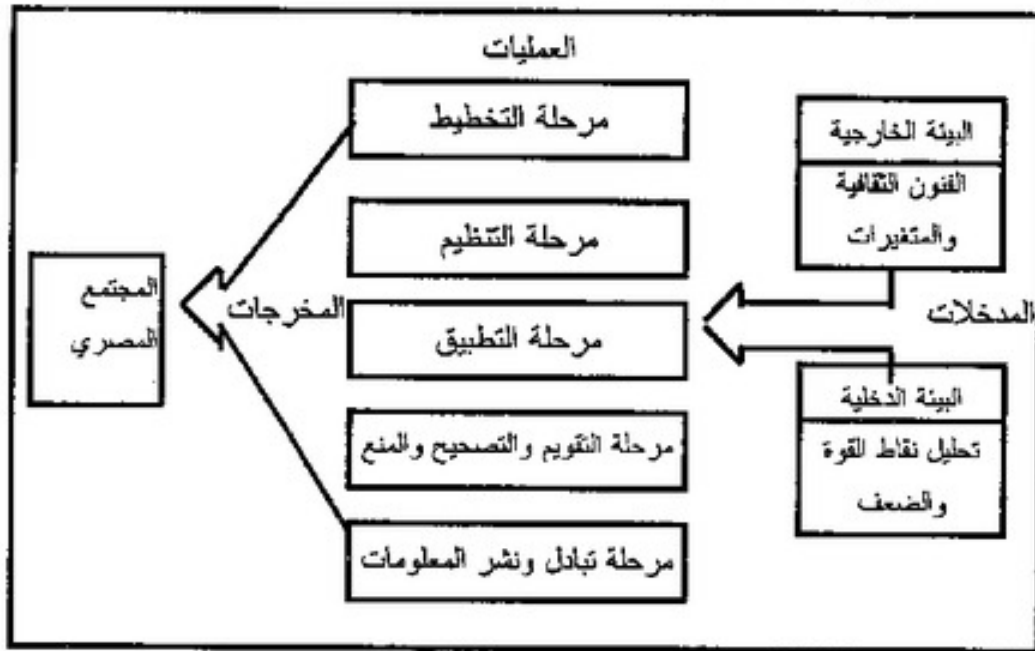 العمليات
البيئة الخارجية
الفنون الثقافية
والمتغيرات
المدخلات
البيئة الدخلية
تحليل نقاط القوة
والضعف
مرحلة التخطيط
مرحلة التنظيم
مرحلة التطبيق
مرحلة التقويم والتصحيح والمنع
مرحلة تبادل ونشر المعلومات
المخرجات
المجتمع
المصري